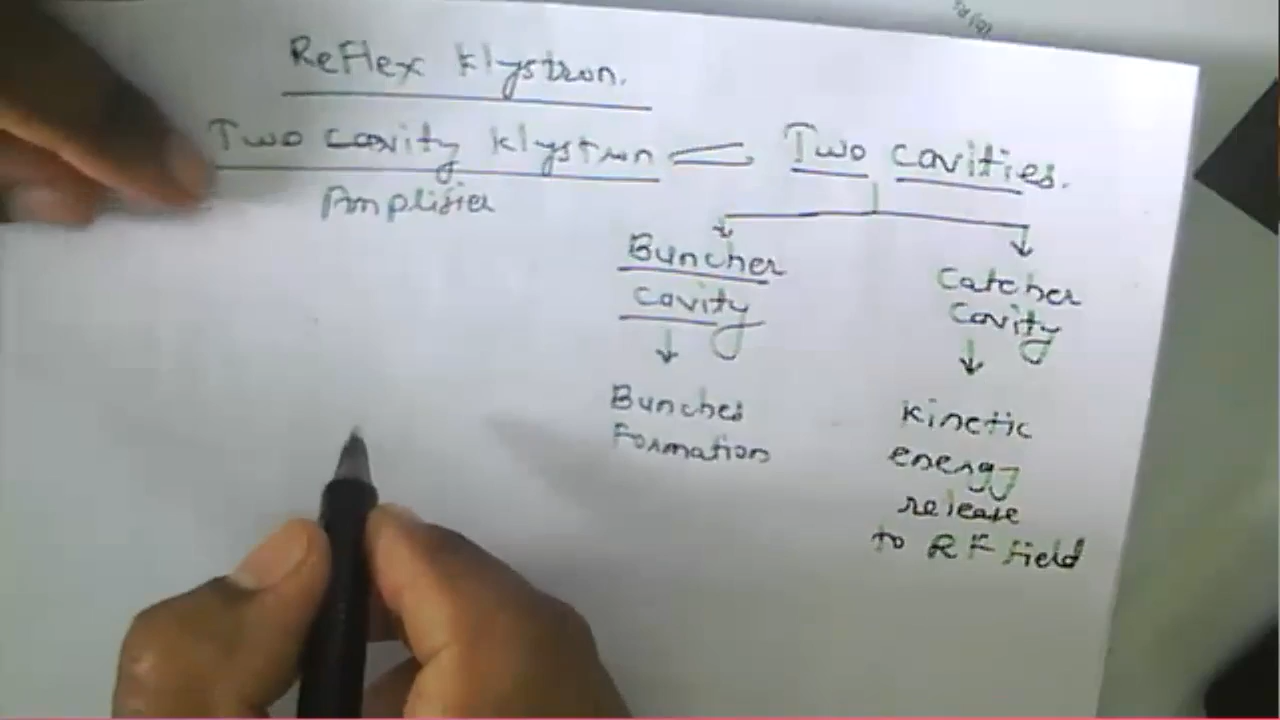 Reflex klystron.
Two cavity klystron
Amplifier
Two cavities.
Buncher
cavity
Bunches
Formation
Catcher
Cavity
Kinetic
energy
release
to RF field